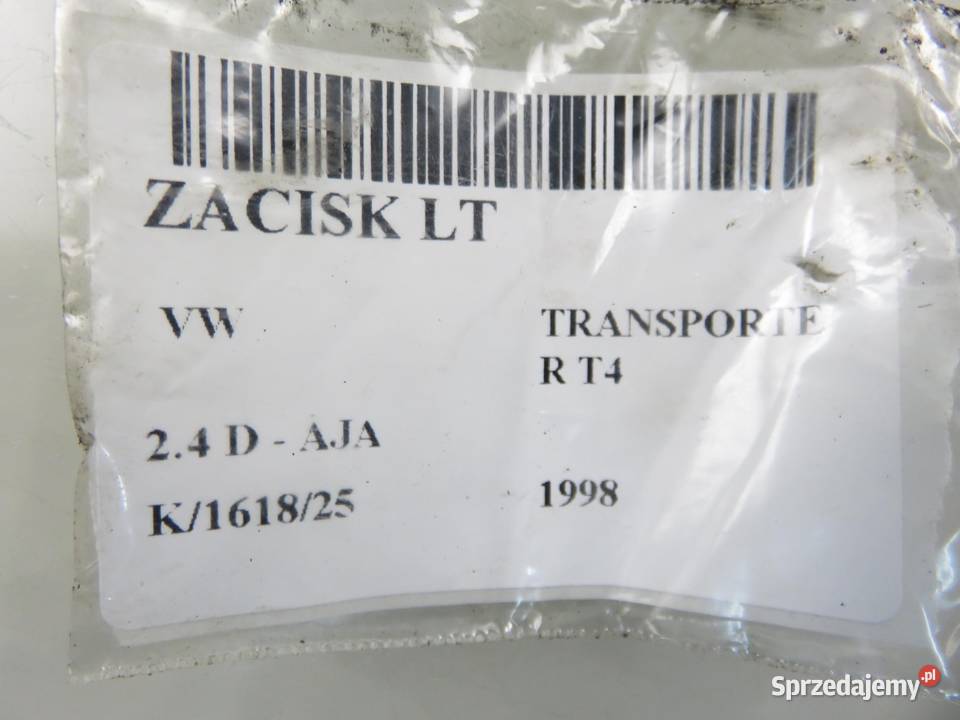 ZACISK LT
VW
TRANSPORTE
R T4
2.4 D - AJA
K/1618/25
1998
Sprzedajemy.pl